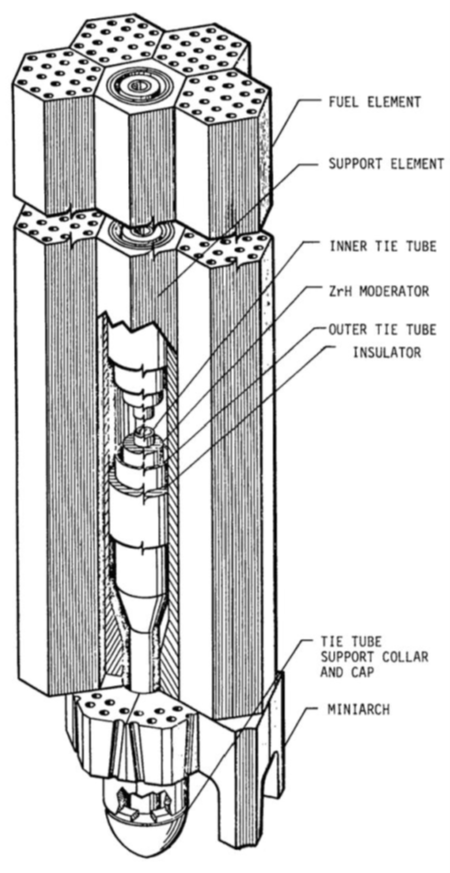 FUEL ELEMENT
SUPPORT ELEMENT
INNER TIE TUBE
ZrH MODERATOR
OUTER TIE TUBE
INSULATOR
TIE TUBE
SUPPORT COLLAR
AND CAP
MINIARCH